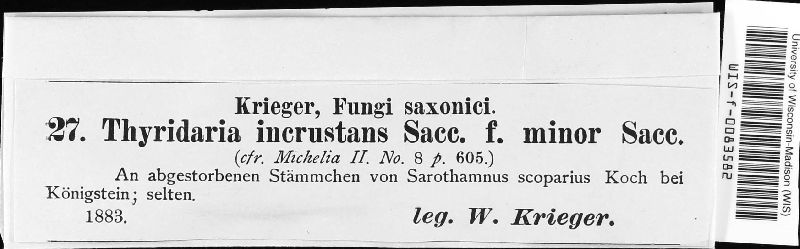 Krieger, Fungi saxonici.
27. Thyridaria incrustans Sacc. f. minor Sacc.
(cfr. Michelia II. No. 8 p. 605.)
An abgestorbenen Stämmchen von Sarothamnus scoparius Koch bei
Königstein; selten.
1883. leg. W. Krieger.
University of Wisconsin-Madison (WIS)
WIS-f-0083582